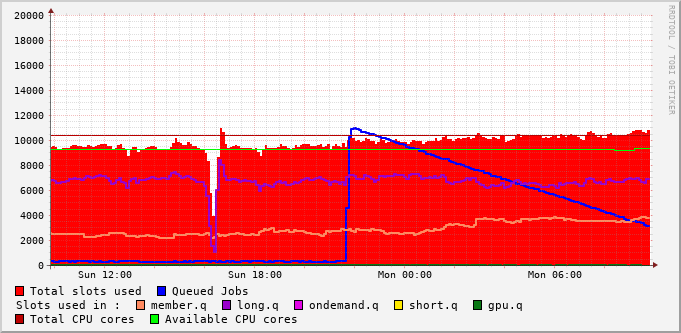 20000
18000
16000
14000
12000
10000
8000
6000
4000
2000
0
Sun 12:00 Sun 18:00 Mon 00:00 Mon 06:00
RRDTOOL / TOBI OETIKER
Total slots used Queued Jobs
Slots used in : member.q long.q ondemand.q short.q gpu.q
Total CPU cores Available CPU cores